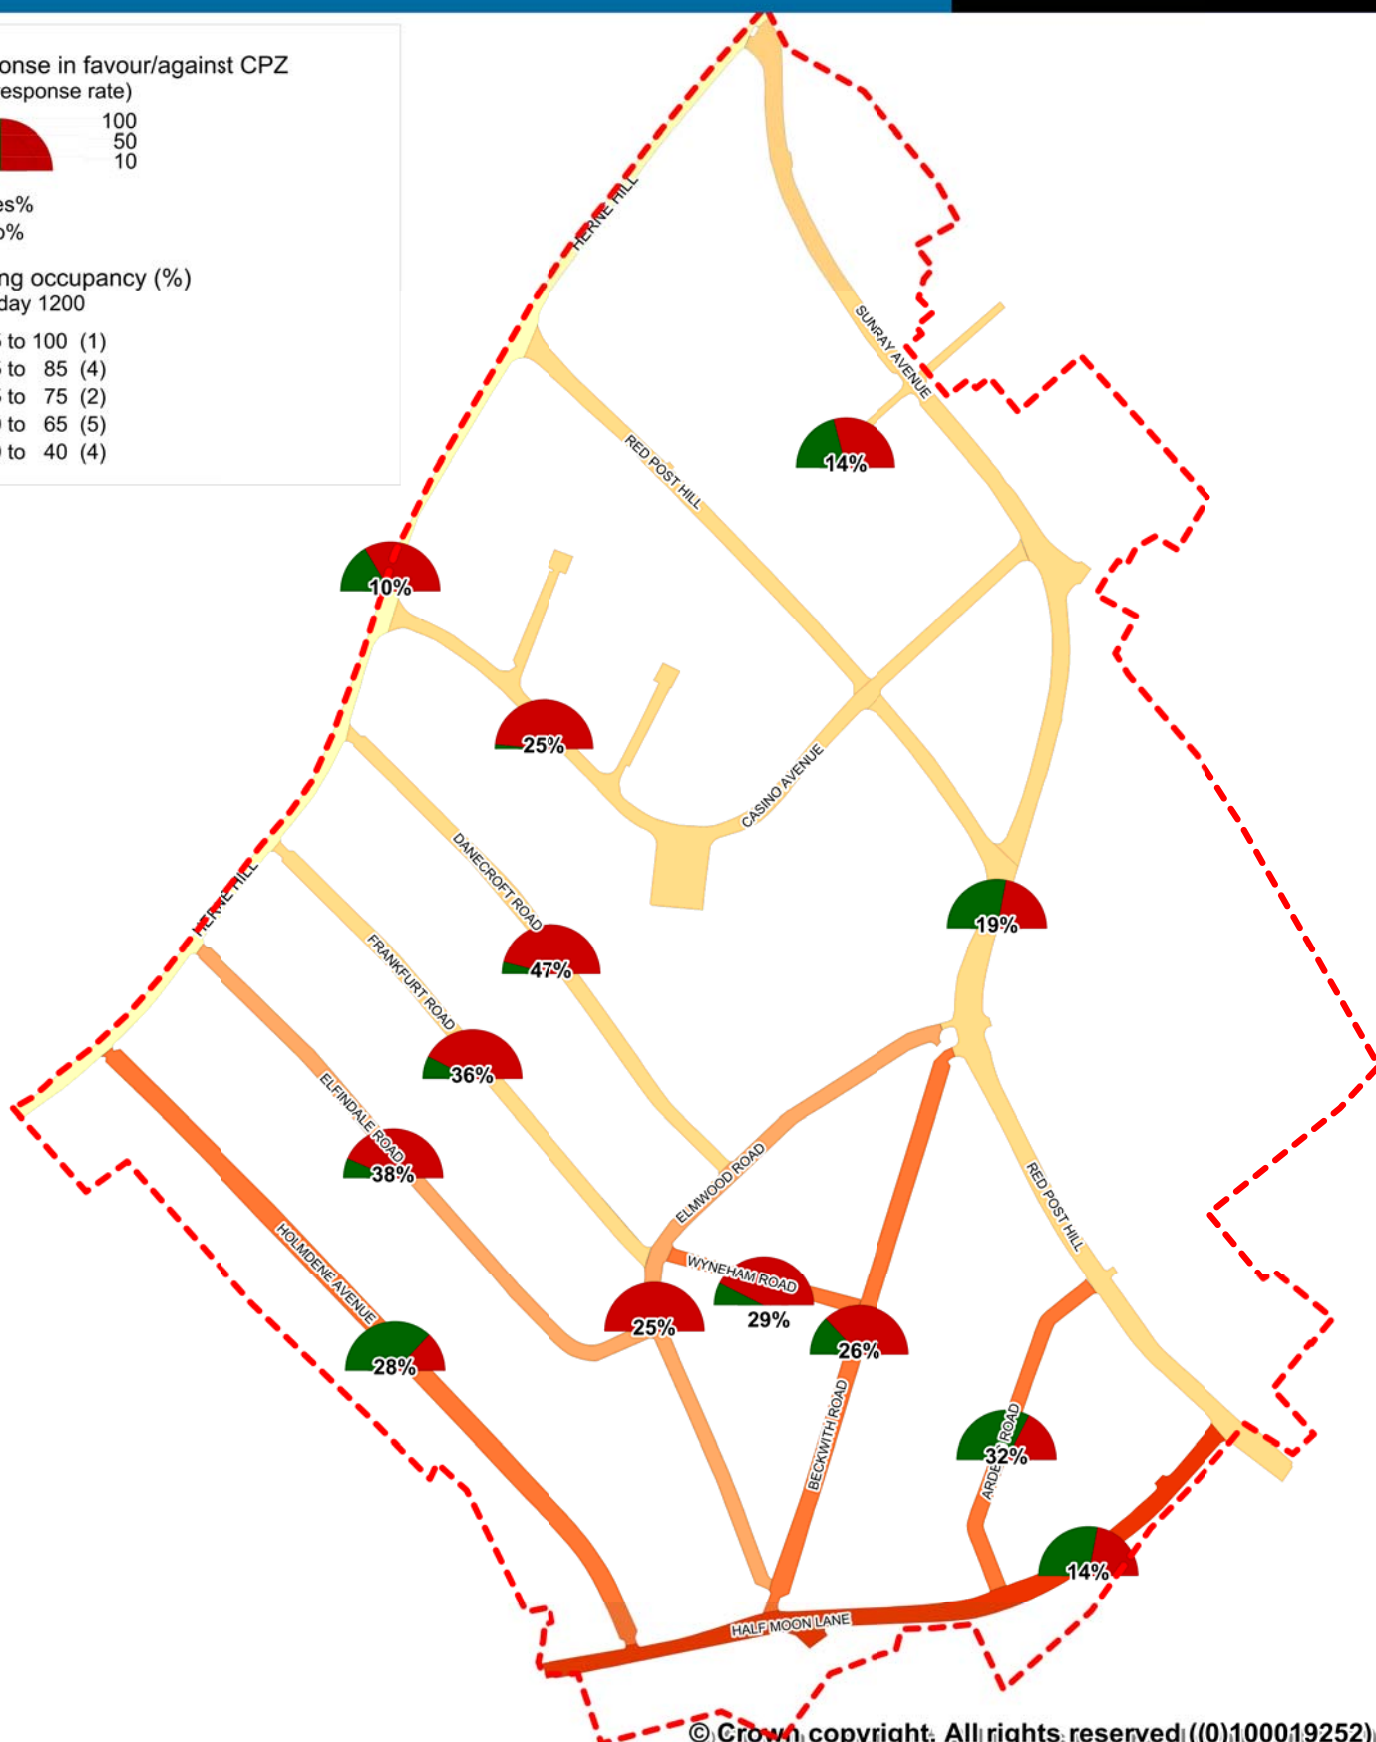 onse in favour/against CPZ
esponse rate)
100
50
10
es%
o%
ng occupancy (%)
day 1200
to 100 (1)
to 85 (4)
to 75 (2)
to 65 (5)
to 40 (4)
HERNE HILL
SUNRAY AVENUE
RED POST HILL
14%
10%
25%
CASINO AVENUE
DANECROFT ROAD
HERNE HILL
19%
FRANKFURT ROAD
47%
36%
ELFINDALE ROAD
38%
ELMWOOD ROAD
RED POST HILL
HOLMDENE AVENUE
WYNEHAM ROAD
29%
25%
26%
28%
BECKWITH ROAD
ROAD
32%
14%
HALF MOON LANE
© Crown copyright. All rights reserved ((0)100019252)